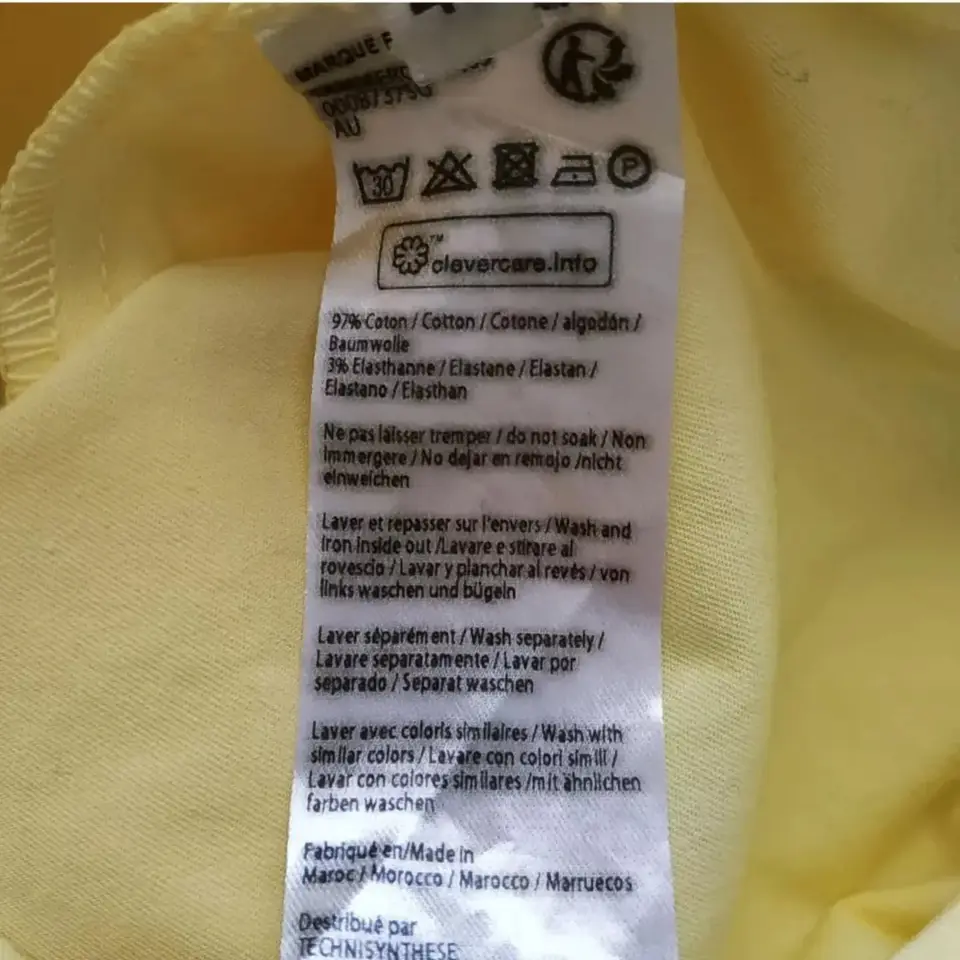 MARQUE F
AU
30
P
clevercare.info
97% Coton / Cotton / Cotone / algodón /
Baumwolle
3% Elasthanne / Elastane / Elastan /
Elastano / Elasthan
Ne pas laisser tremper / do not soak / Non
immergere / No dejar en remojo /nicht
einweichen
Laver et repasser sur l'envers / Wash and
iron inside out /Lavare e stirare al
rovescio / Lavar y planchar al revés / von
links waschen und bügeln
Laver séparément / Wash separately /
Lavare separatamente / Lavar por
separado / Separat waschen
Laver avec coloris similaires / Wash with
similar colors / Lavare con colori simili /
Lavar con colores similares /mit ähnlichen
farben waschen
Fabriqué en/Made in
Maroc / Morocco / Marocco / Marruecos
Destribué par
TECHNISYNTHESE